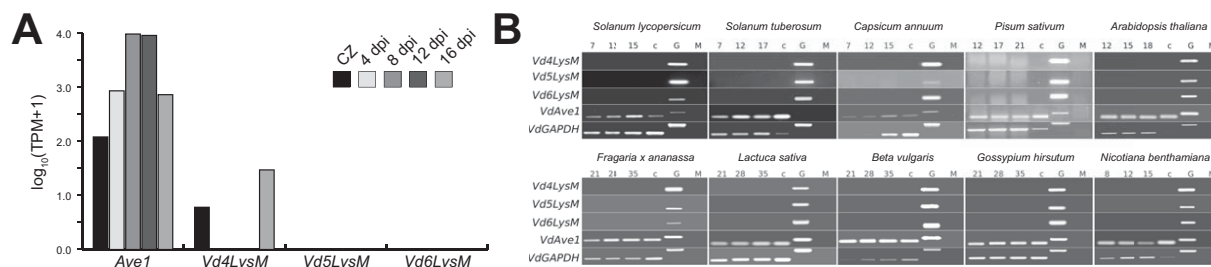 A
4.0
3.0
2.0
1.0
0.0
log10(TPM+1)
CZ
4 dpi
8 dpi
12 dpi
16 dpi
Ave1 Vd4LysM Vd5LysM Vd6LysM
B
Solanum lycopersicum Solanum tuberosum Capsicum annuum Pisum sativum Arabidopsis thaliana
7 12 15 c G M 7 12 17 c G M 7 12 15 c G M 12 17 21 c G M 12 15 18 c G M
Vd4LysM
Vd5LysM
Vd6LysM
VdAve1
VdGAPDH
Fragaria x ananassa Lactuca sativa Beta vulgaris Gossypium hirsutum Nicotiana benthamiana
21 28 35 c G M 21 28 35 c G M 21 28 35 c G M 21 28 35 c G M 8 12 15 c G M
Vd4LysM
Vd5LysM
Vd6LysM
VdAve1
VdGAPDH